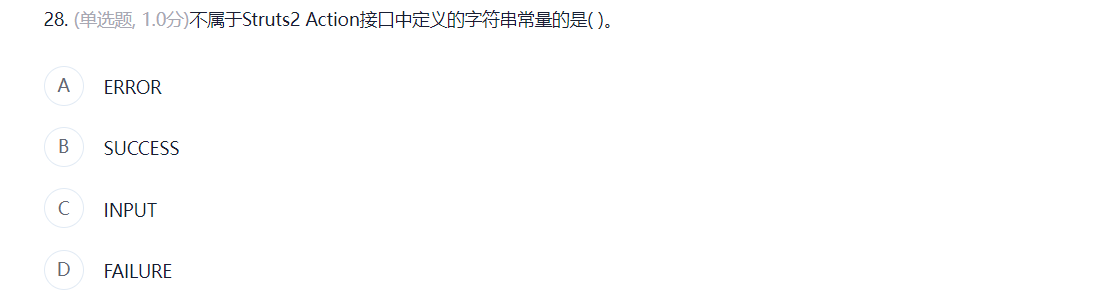 28. (单选题, 1.0分)不属于Struts2 Action接口中定义的字符串常量的是( )。
A ERROR
B SUCCESS
C INPUT
D FAILURE